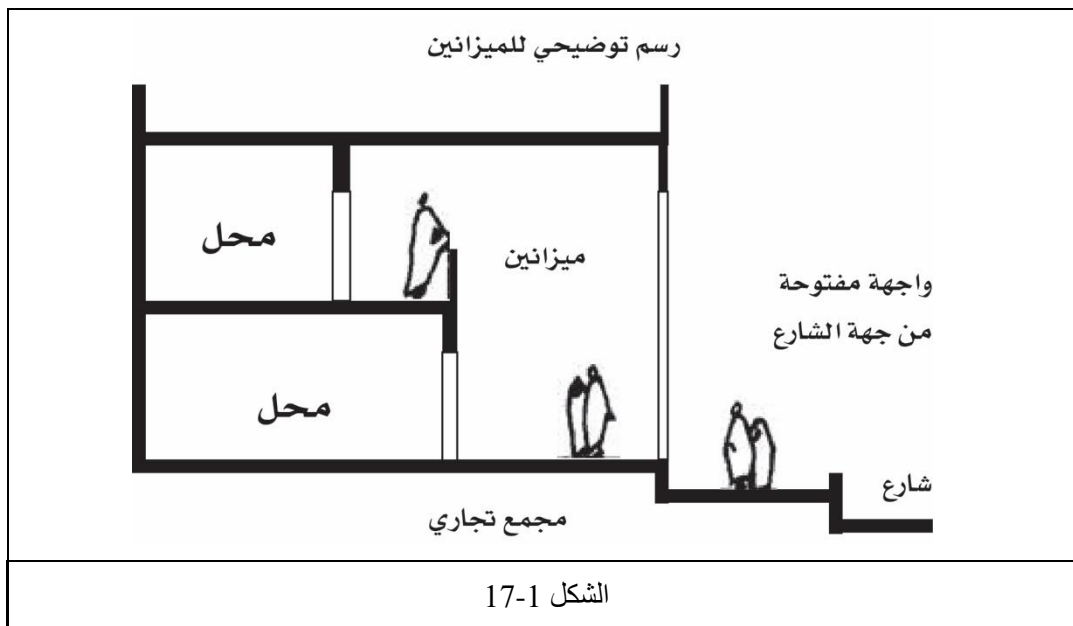 رسم توضيحي للميزانين
محل
ميزانين
واجهة مفتوحة
من جهة الشارع
محل
شارع
مجمع تجاري
الشكل 1-17